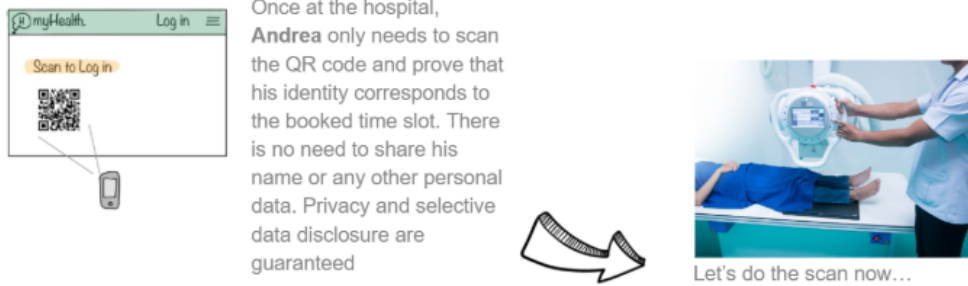 myHealth.
Log in
Scan to Log in
Once at the hospital,
Andrea only needs to scan
the QR code and prove that
his identity corresponds to
the booked time slot. There
is no need to share his
name or any other personal
data. Privacy and selective
data disclosure are
guaranteed
Let's do the scan now…